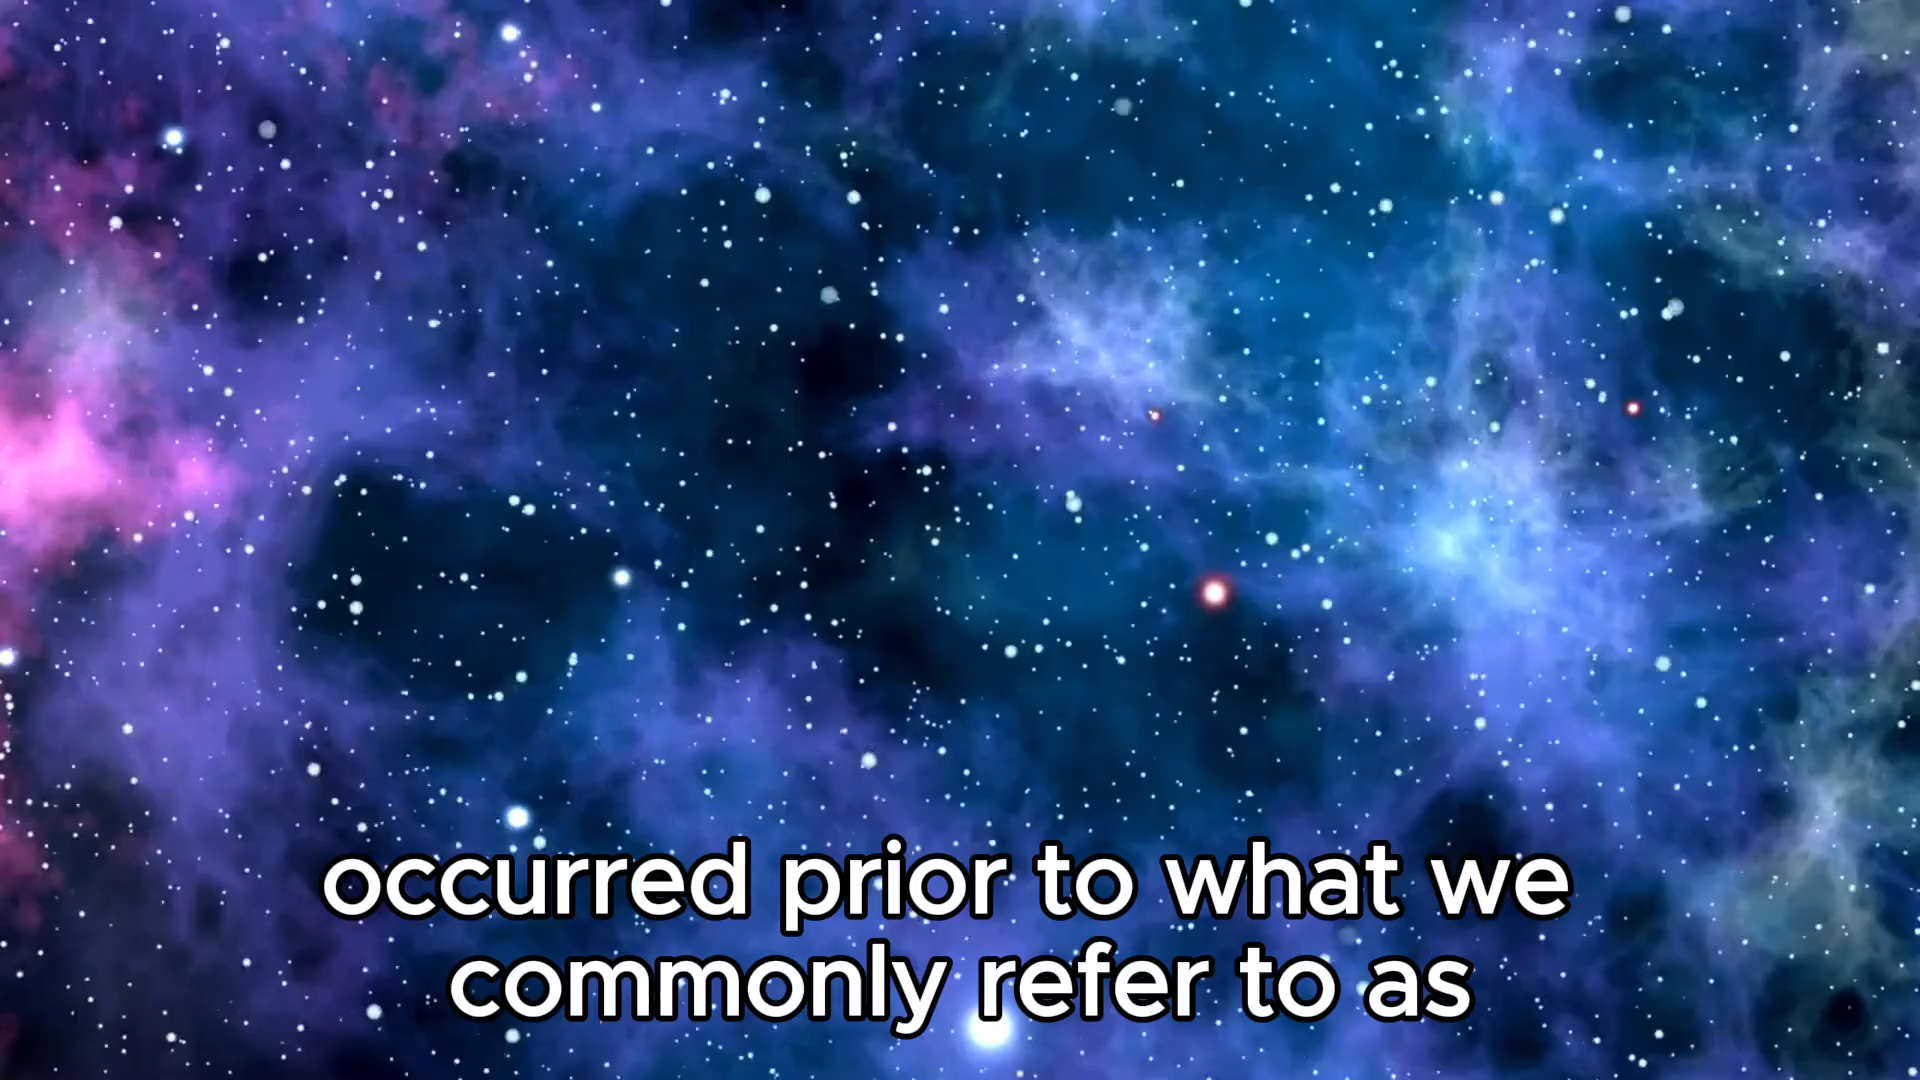 occurred prior to what we
commonly refer to as